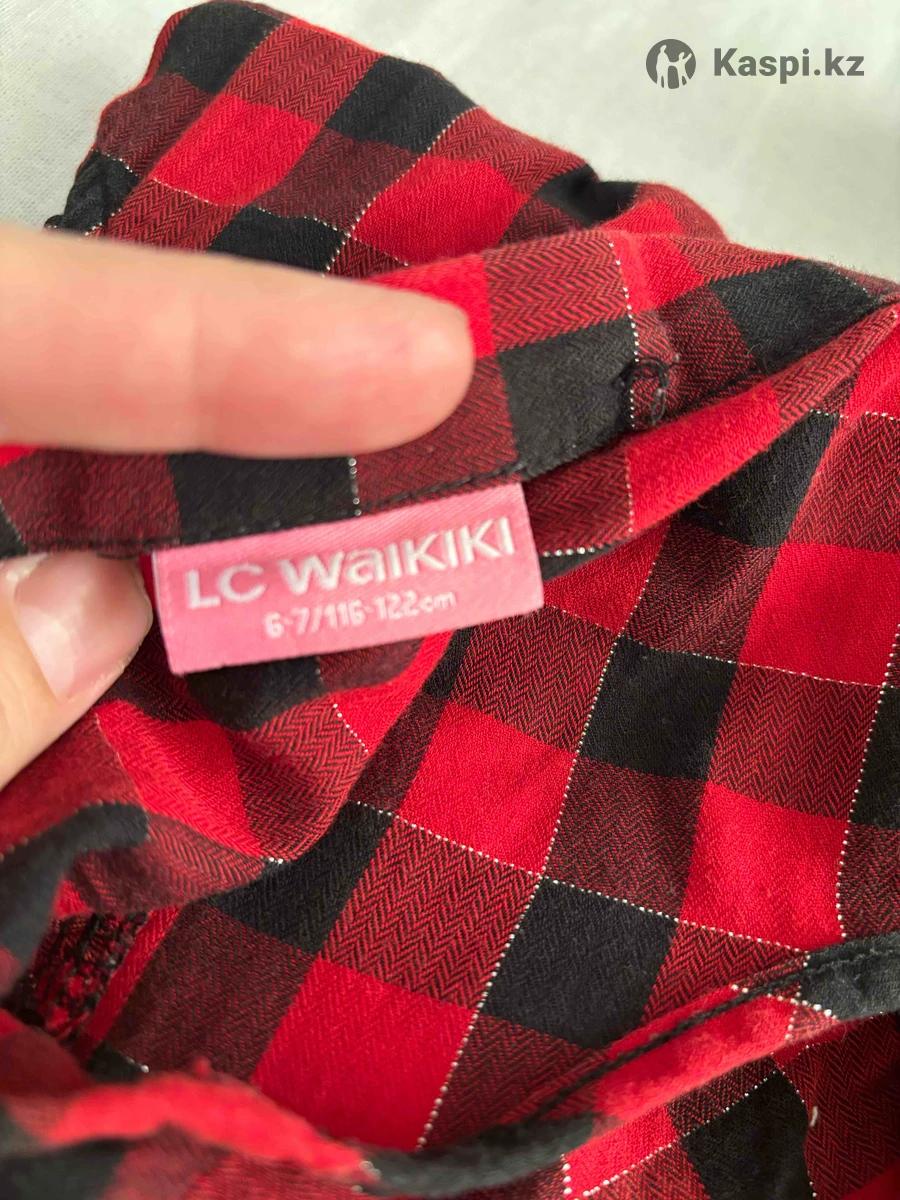 Kaspi.kz
LC WAIKIKI
6-7/116-122cm